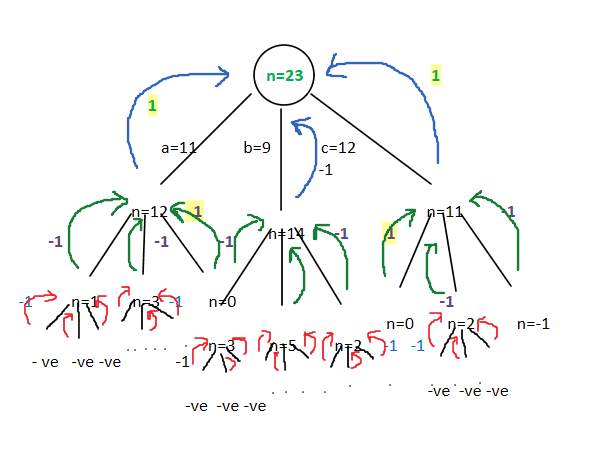 n=23
1 1
a=11 b=9 c=12
-1
n=12 1 n=11 -1
-1 -1 -1 n=14 -1 1
-1 n=1 n=3 -1 n=0 -1
n=0 n=2 n=-1
- ve -ve -ve . . . . . -1 n=3 n=5 n=2 -1 -1
-ve -ve -ve . . . . . . . . -ve -ve -ve